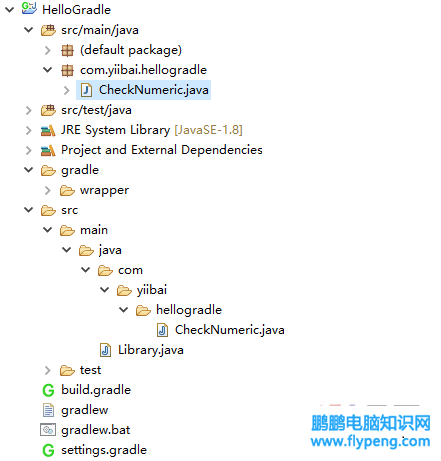 HelloGradle
src/main/java
(default package)
com.yiibai.hellogradle
CheckNumeric.java
src/test/java
JRE System Library [JavaSE-1.8]
Project and External Dependencies
gradle
wrapper
src
main
java
com
yiibai
hellogradle
CheckNumeric.java
Library.java
test
build.gradle
gradlew
gradlew.bat
settings.gradle
鹏鹏电脑知识网
www.flypeng.com